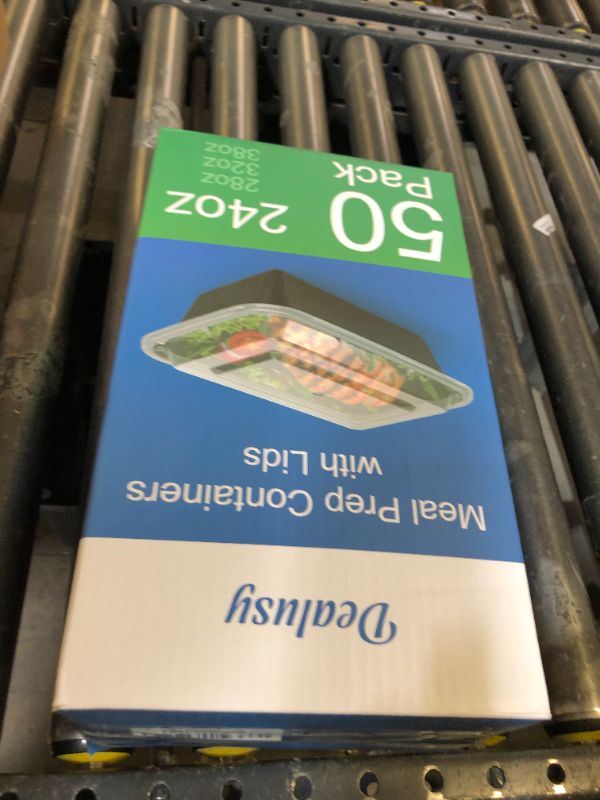 Dealusy
Meal Prep Containers
with Lids
50
Pack
24oz
28oz
32oz
38oz